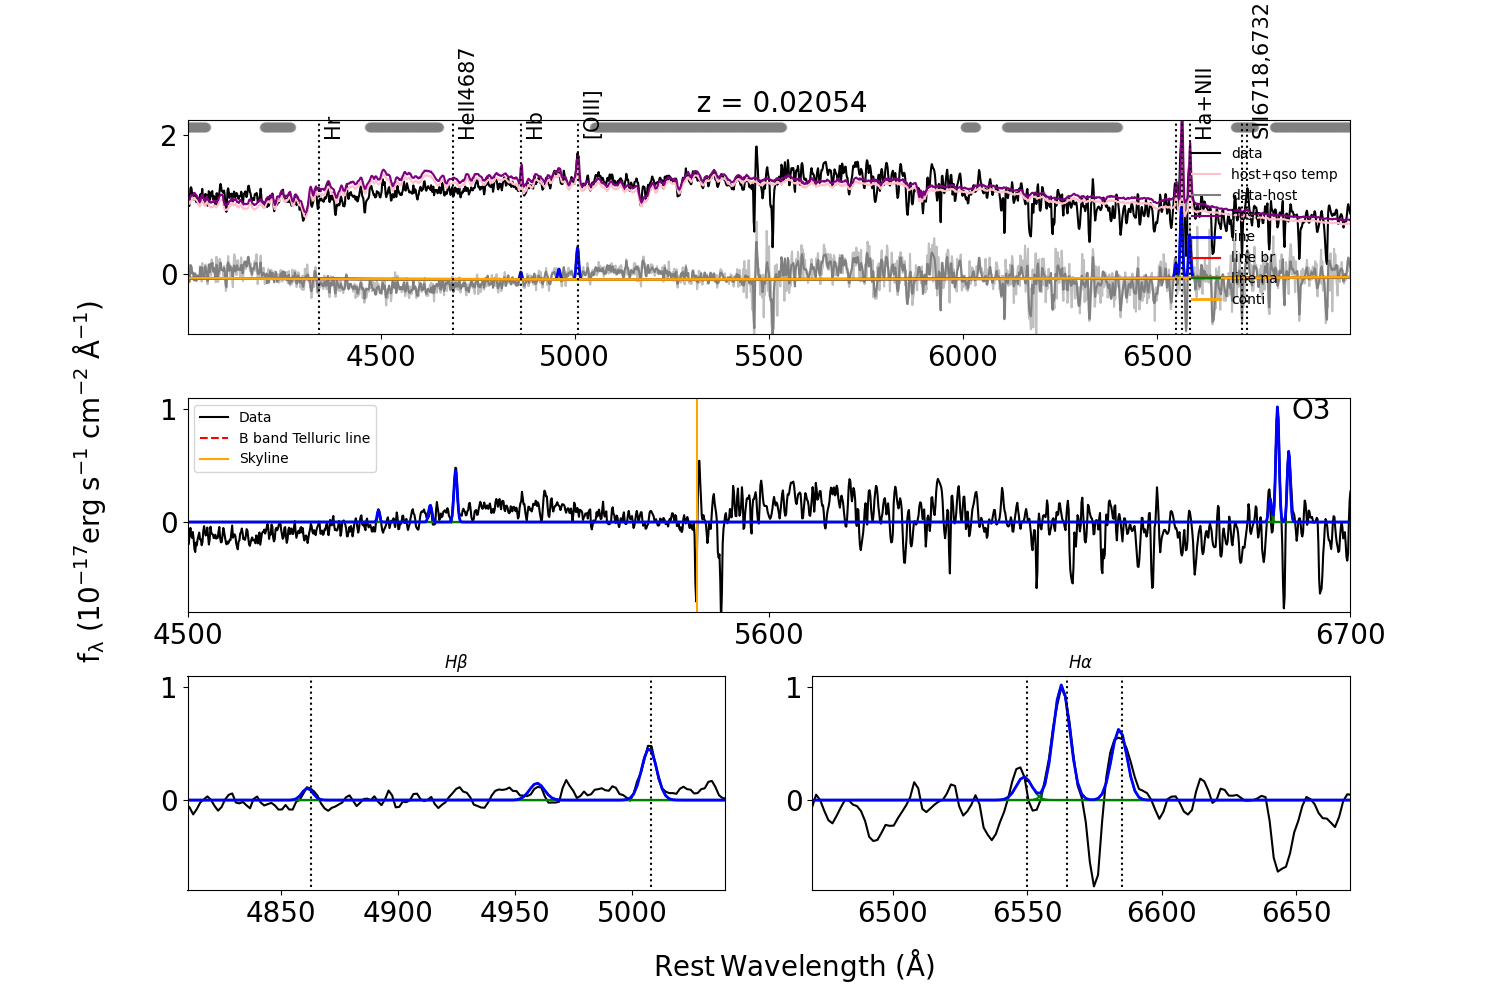 z = 0.02054
Hr
HeII4687
Hb
[OIII]
Ha+NII
SII6718,6732
2
0
data
host+qso temp
data-host
line
line br
line na
conti
4500 5000 5500 6000 6500
fλ (10⁻¹⁷erg s⁻¹ cm⁻² Å⁻¹)
1
0
Data
B band Telluric line
Skyline
O3
4500 5600 6700
Hβ
1
0
4850 4900 4950 5000
Hα
1
0
6500 6550 6600 6650
Rest Wavelength (Å)